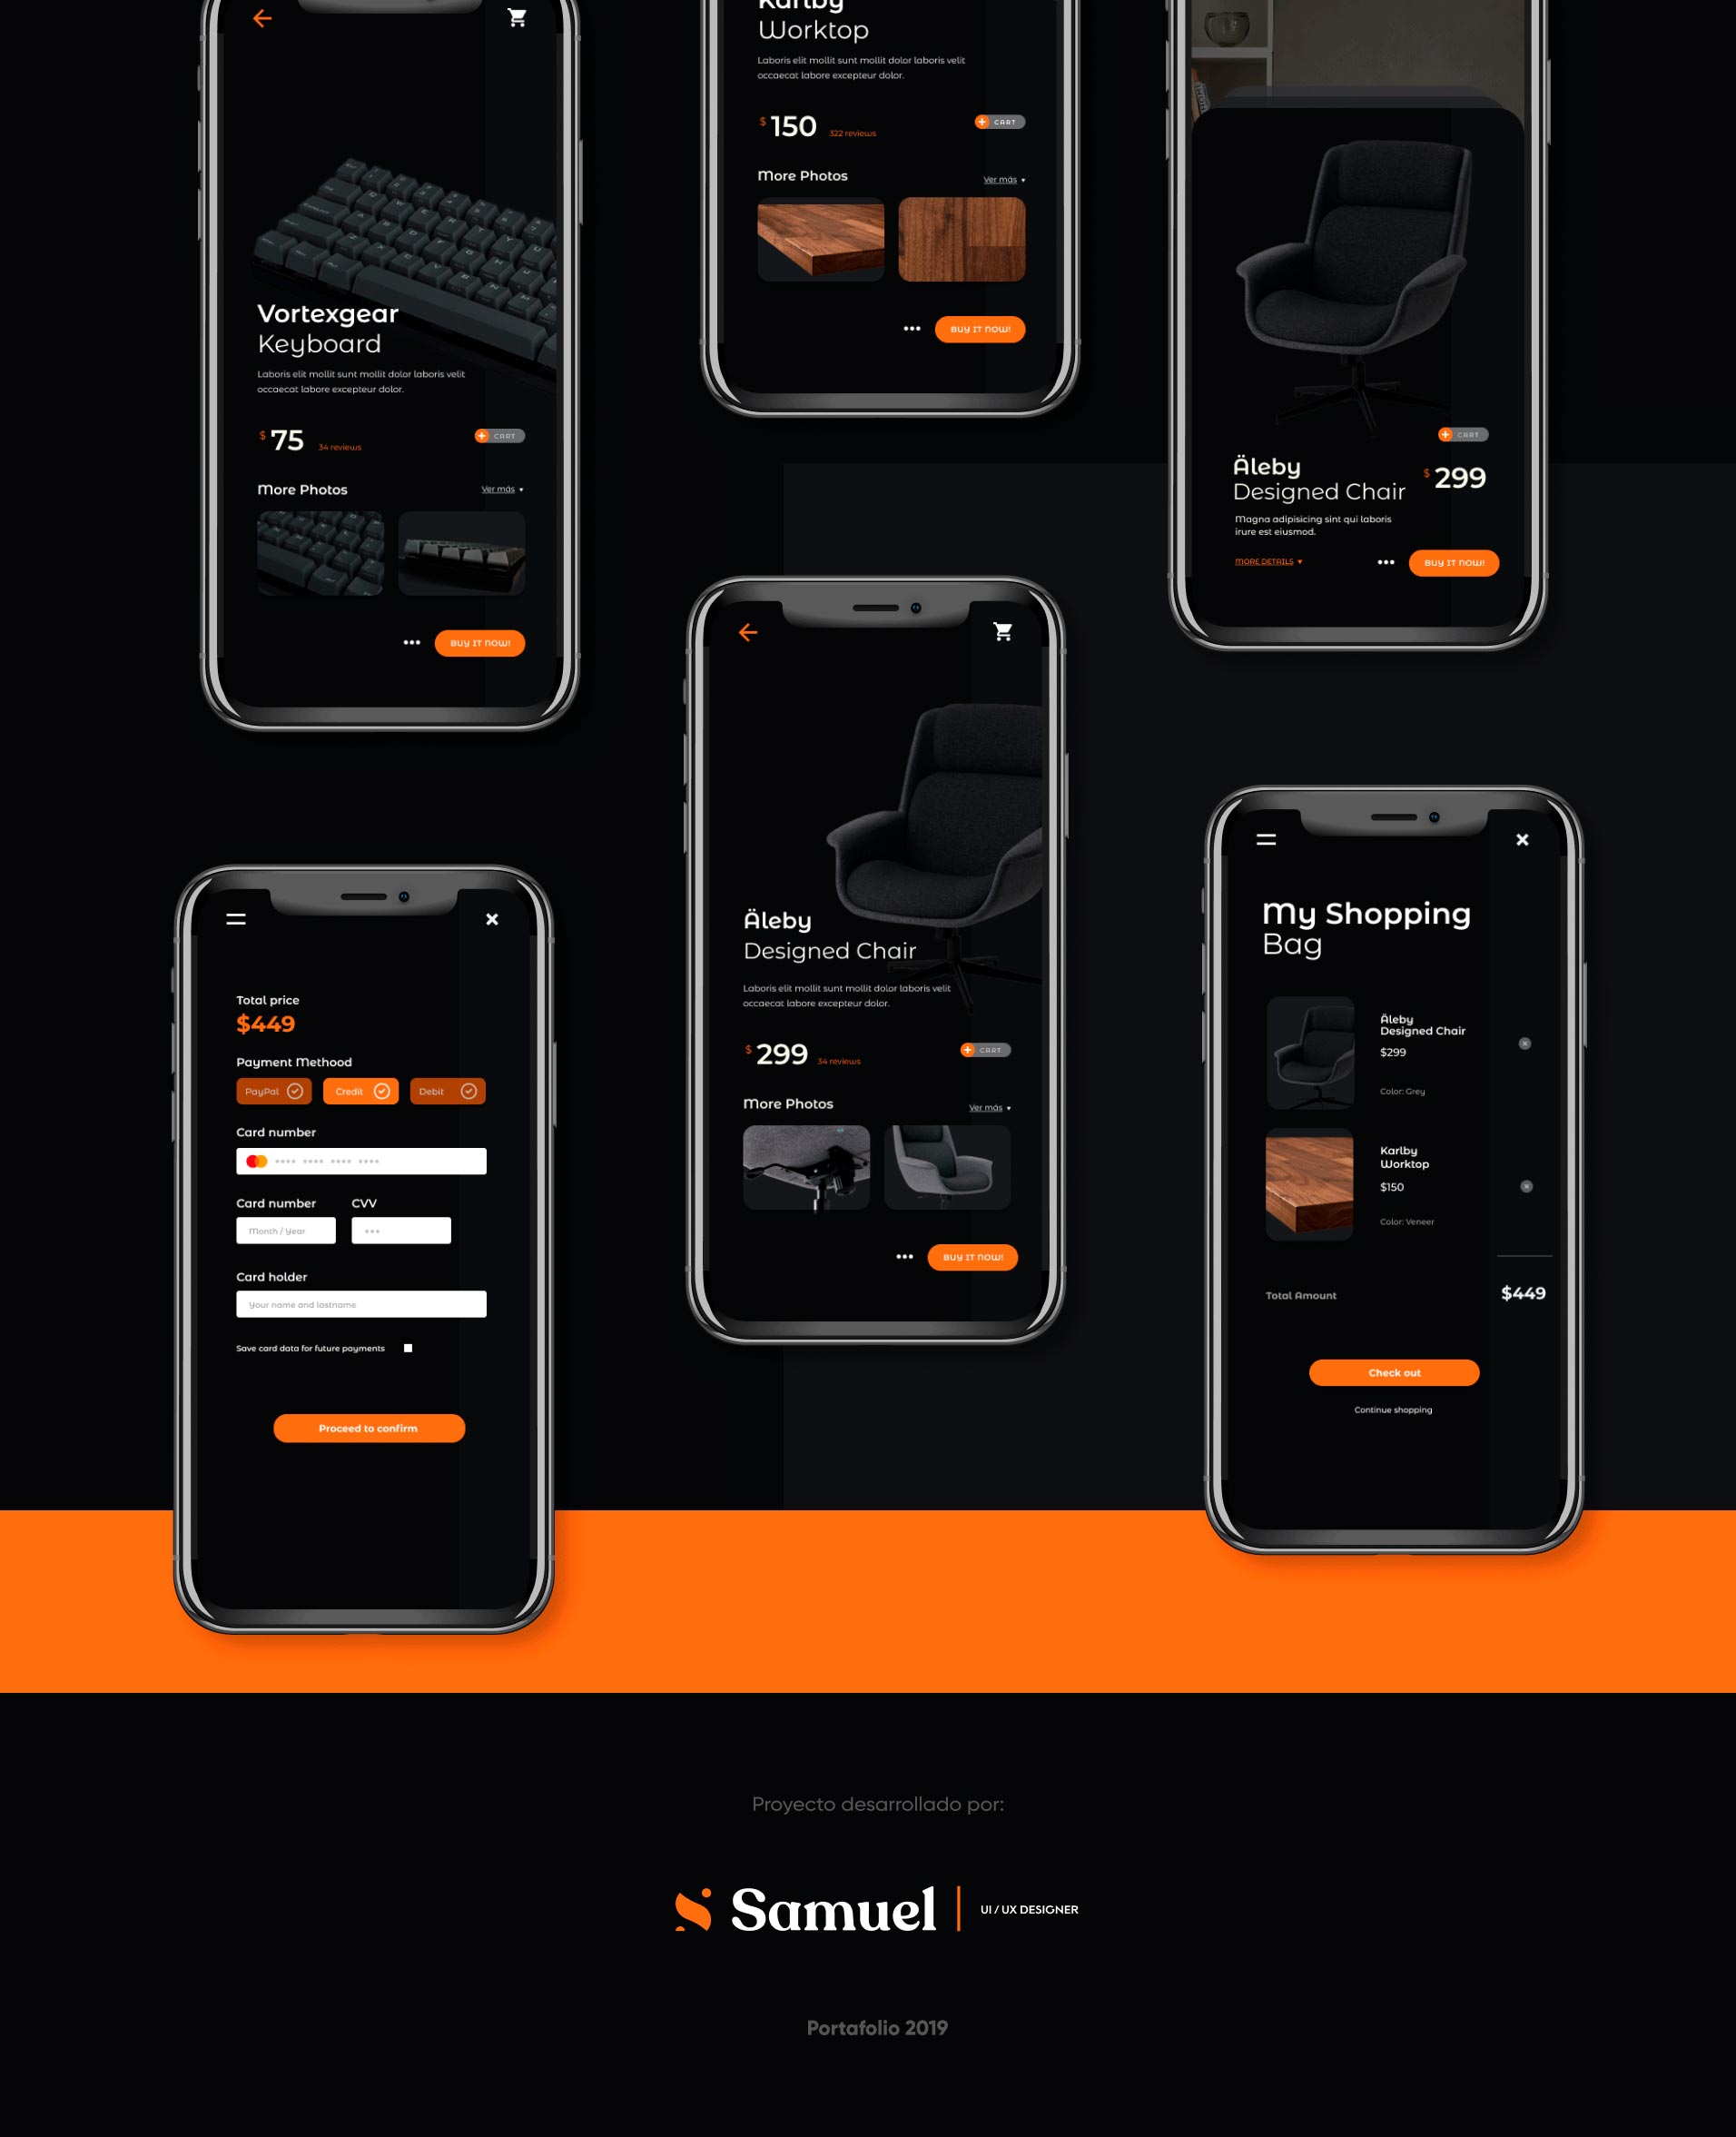 Vortexgear
Keyboard
Laboris elit mollit sunt mollit dolor laboris velit
occaecat labore excepteur dolor.
$ 75 34 reviews
+ CART
More Photos
Ver más ▾
••• BUY IT NOW!
Karlby
Worktop
Laboris elit mollit sunt mollit dolor laboris velit
occaecat labore excepteur dolor.
$ 150 322 reviews
+ CART
More Photos
Ver más ▾
••• BUY IT NOW!
+ CART
Äleby
Designed Chair
$ 299
Magna adipisicing sint qui laboris
irure est eiusmod.
MORE DETAILS ▾
••• BUY IT NOW!
Äleby
Designed Chair
Laboris elit mollit sunt mollit dolor laboris velit
occaecat labore excepteur dolor.
$ 299 34 reviews
+ CART
More Photos
Ver más ▾
••• BUY IT NOW!
Total price
$449
Payment Methood
PayPal
Credit
Debit
Card number
•••• •••• •••• ••••
Card number
CVV
Month / Year
•••
Card holder
Your name and lastname
Save card data for future payments
Proceed to confirm
My Shopping
Bag
Äleby
Designed Chair
$299
Color: Grey
Karlby
Worktop
$150
Color: Veneer
Total Amount
$449
Check out
Continue shopping
Proyecto desarrollado por:
Samuel
UI / UX DESIGNER
Portafolio 2019